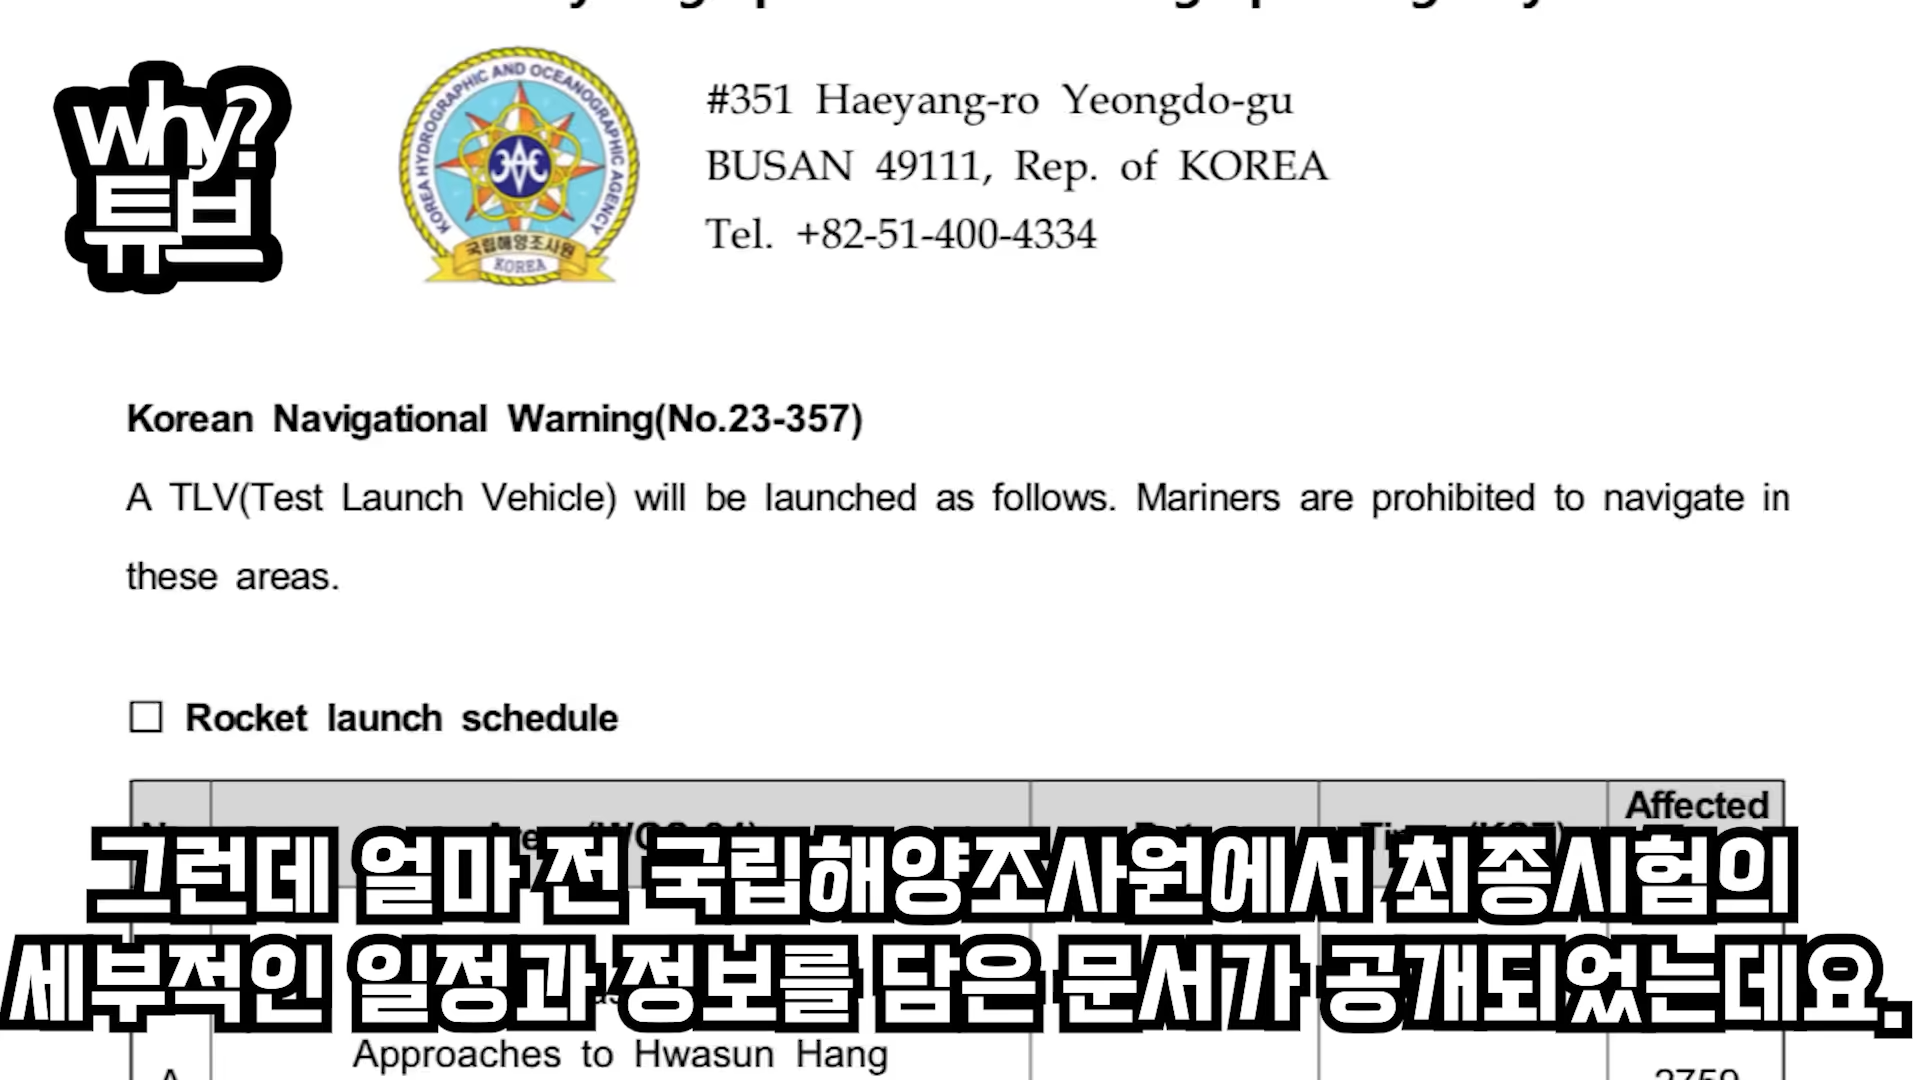 why?
튜브
KOREA HYDROGRAPHIC AND OCEANOGRAPHIC AGENCY
국립해양조사원
KOREA
#351 Haeyang-ro Yeongdo-gu
BUSAN 49111, Rep. of KOREA
Tel. +82-51-400-4334
Korean Navigational Warning(No.23-357)
A TLV(Test Launch Vehicle) will be launched as follows. Mariners are prohibited to navigate in
these areas.
□ Rocket launch schedule
Affected
그런데 얼마 전 국립해양조사원에서 최종시험의
세부적인 일정과 정보를 담은 문서가 공개되었는데요.
Approaches to Hwasun Hang